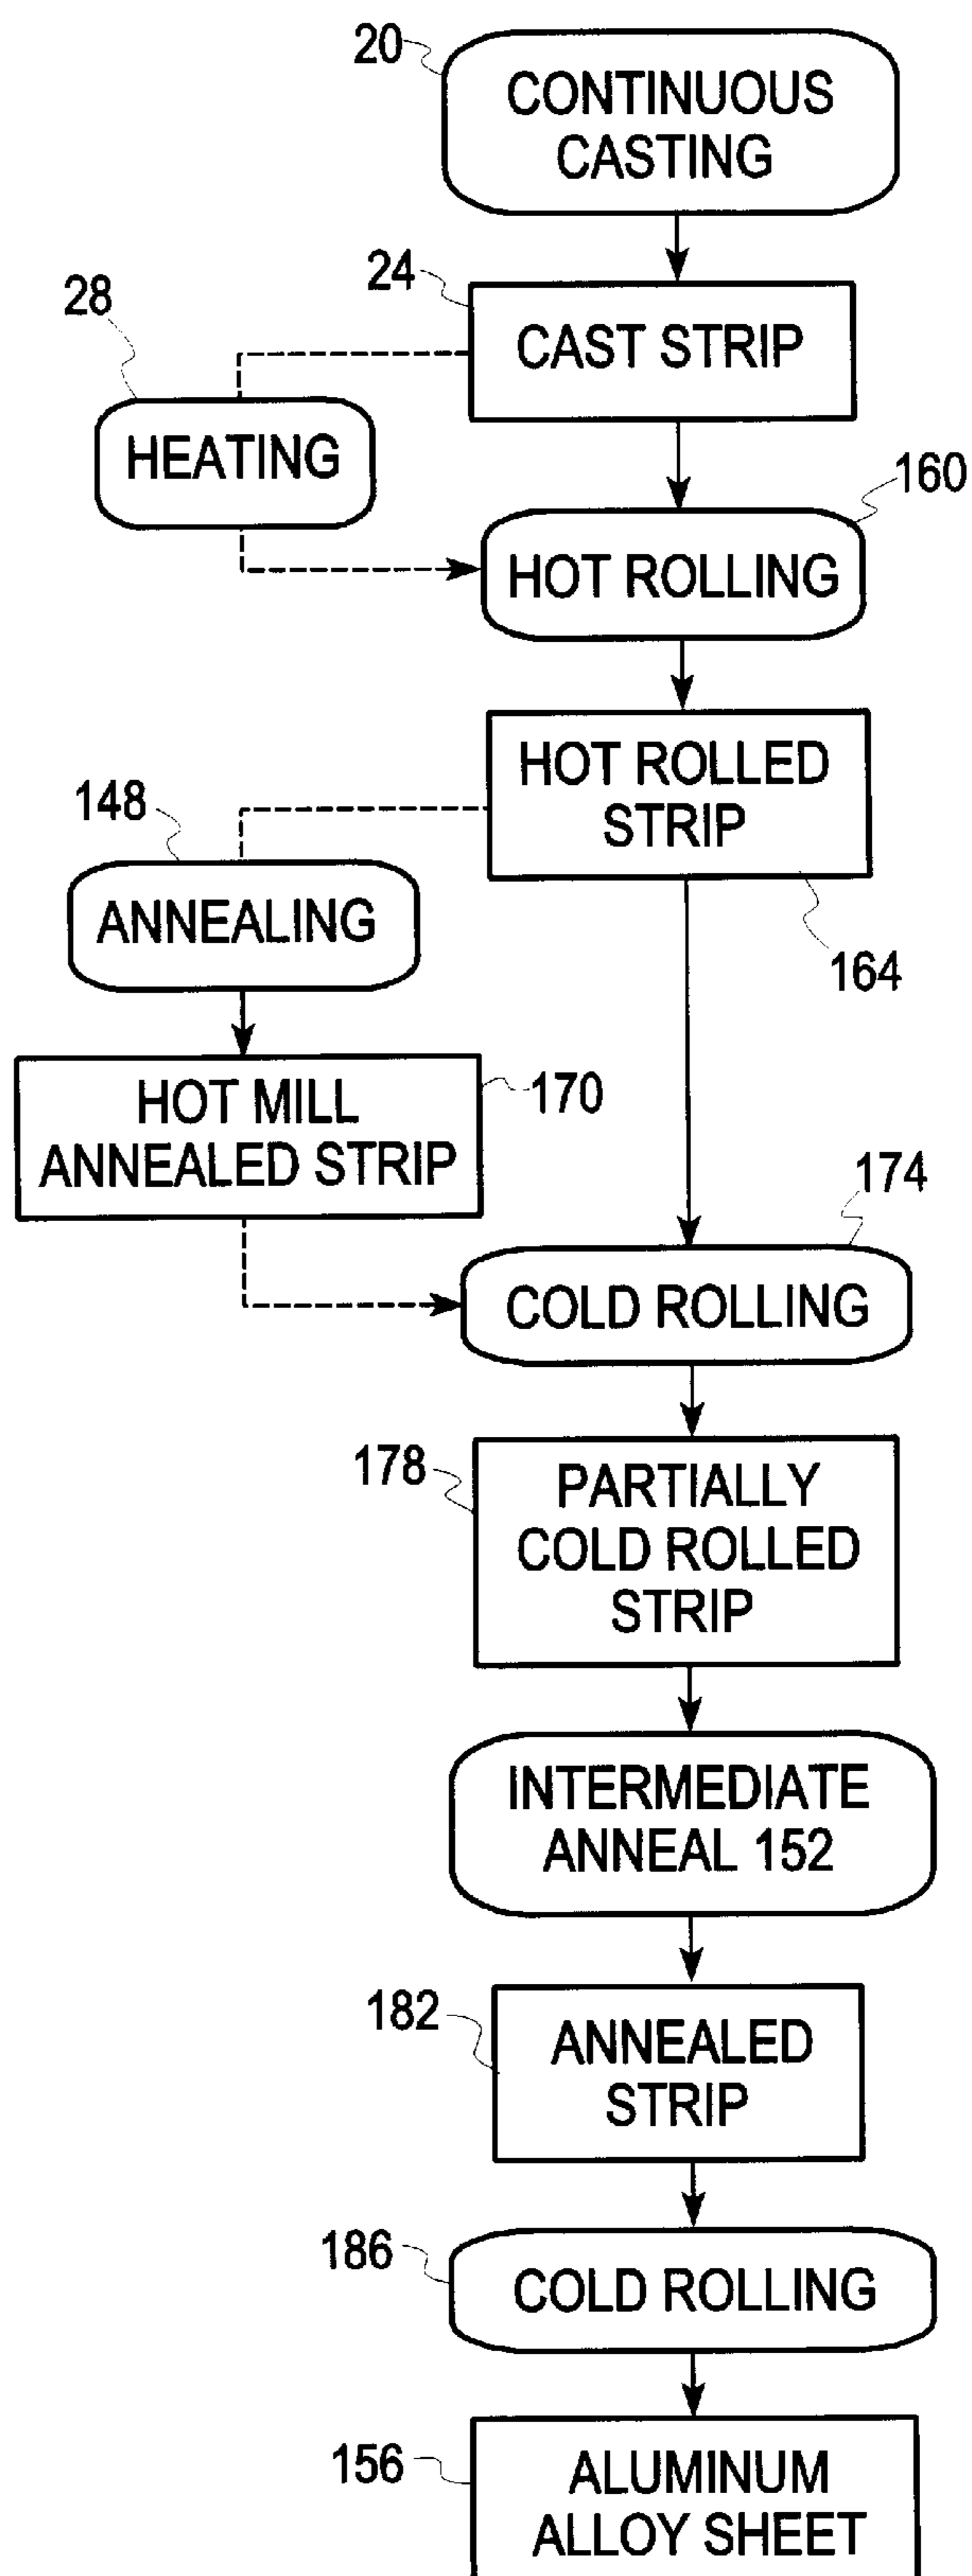 20
CONTINUOUS
CASTING
24
CAST STRIP
28
HEATING
160
HOT ROLLING
HOT ROLLED
STRIP
164
148
ANNEALING
HOT MILL
ANNEALED STRIP
170
174
COLD ROLLING
178
PARTIALLY
COLD ROLLED
STRIP
INTERMEDIATE
ANNEAL 152
182
ANNEALED
STRIP
186
COLD ROLLING
156
ALUMINUM
ALLOY SHEET